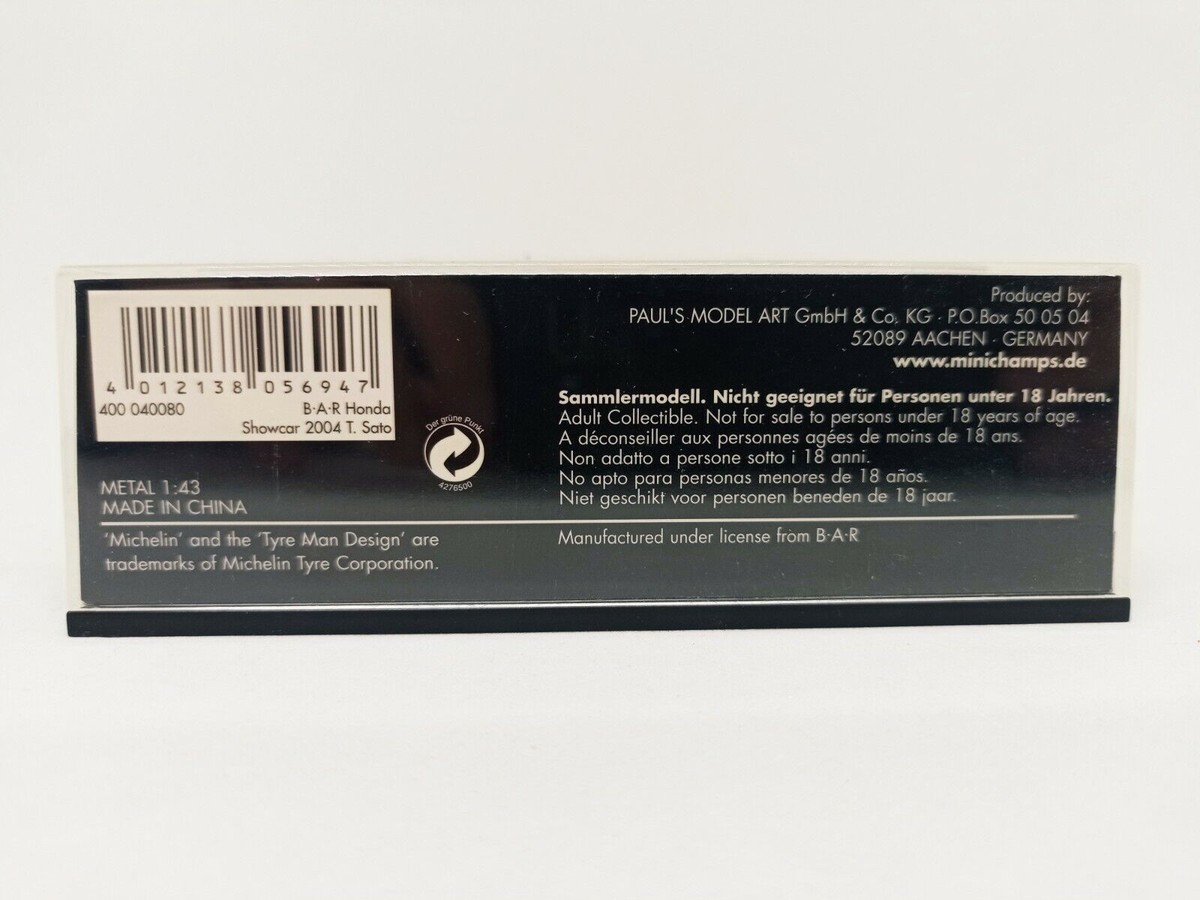 4 012138 056947
400 040080 B·A·R Honda
Showcar 2004 T. Sato
METAL 1:43
MADE IN CHINA
'Michelin' and the 'Tyre Man Design' are
trademarks of Michelin Tyre Corporation.
Der grüne Punkt
4276500
Produced by:
PAUL'S MODEL ART GmbH & Co. KG · P.O.Box 50 05 04
52089 AACHEN · GERMANY
www.minichamps.de
Sammlermodell. Nicht geeignet für Personen unter 18 Jahren.
Adult Collectible. Not for sale to persons under 18 years of age.
A déconseiller aux personnes agées de moins de 18 ans.
Non adatto a persone sotto i 18 anni.
No apto para personas menores de 18 años.
Niet geschikt voor personen beneden de 18 jaar.
Manufactured under license from B·A·R